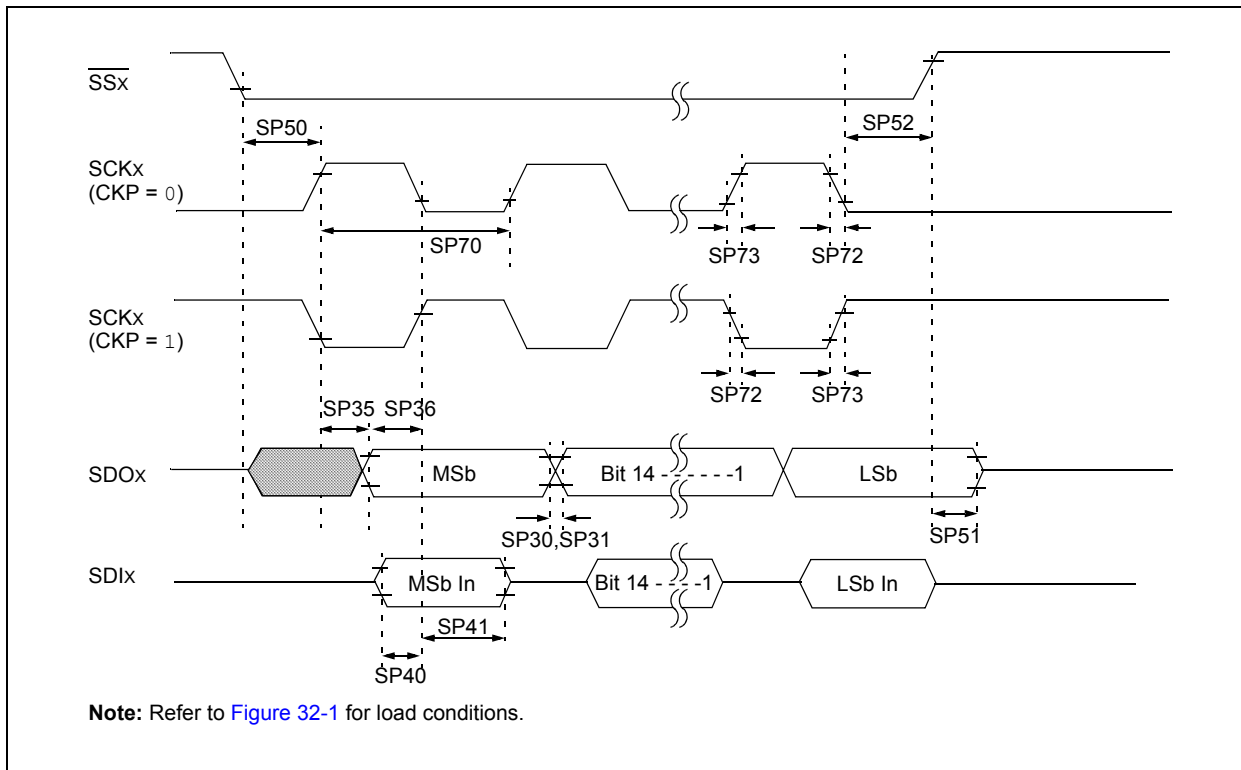 SSx
SP50
SP52
SCKx
(CKP = 0)
SP70
SP73
SP72
SCKx
(CKP = 1)
SP72
SP73
SP35
SP36
SDOx
MSb
Bit 14 - - - - - -1
LSb
SP30,SP31
SP51
SDIx
MSb In
Bit 14 - - - -1
LSb In
SP41
SP40
Note: Refer to Figure 32-1 for load conditions.